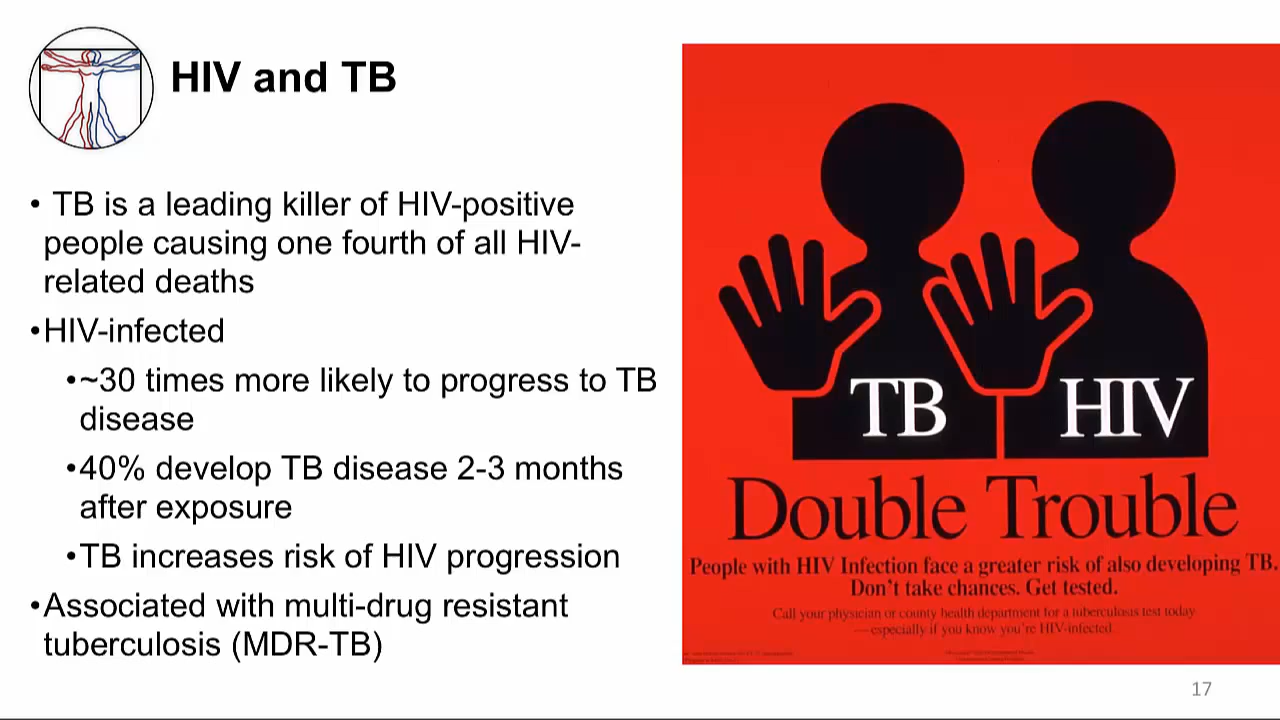 HIV and TB
• TB is a leading killer of HIV-positive
people causing one fourth of all HIV-
related deaths
•HIV-infected
•~30 times more likely to progress to TB
disease
•40% develop TB disease 2-3 months
after exposure
•TB increases risk of HIV progression
•Associated with multi-drug resistant
tuberculosis (MDR-TB)
TB HIV
Double Trouble
People with HIV Infection face a greater risk of also developing TB.
Don't take chances. Get tested.
Call your physician or county health department for a tuberculosis test today
—especially if you know you're HIV-infected.
17